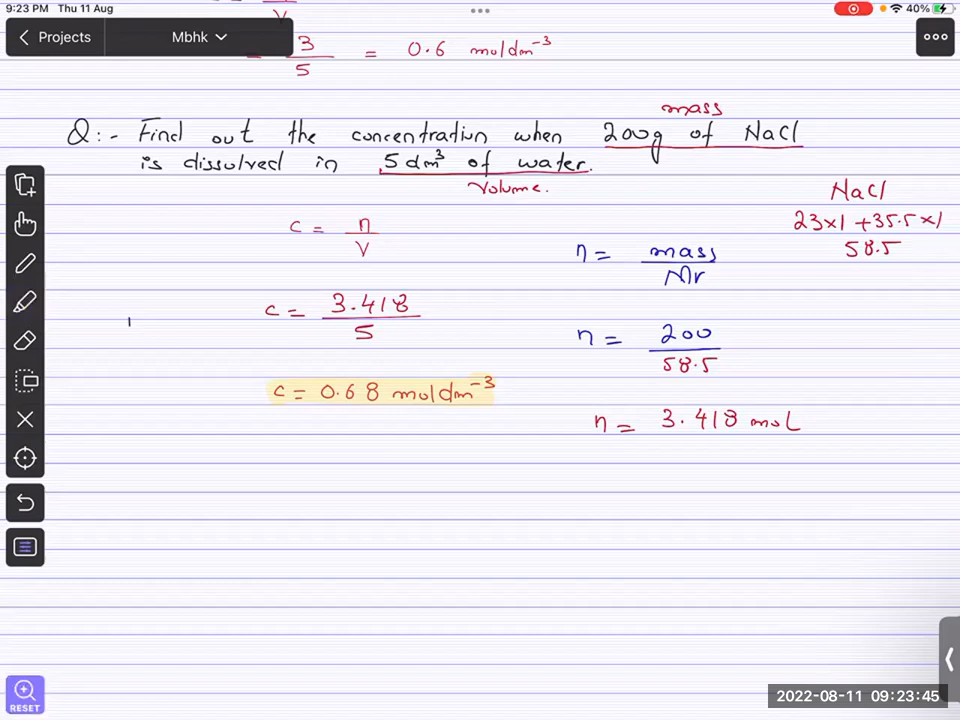 9:23 PM Thu 11 Aug
40%
Projects
Mbhk
V
3
5
= 0.6 moldm⁻³
mass
Q:- Find out the concentration when 200g of NaCl
is dissolved in 5dm³ of water.
Volume.
NaCl
23×1 + 35.5×1
58.5
c = n
V
n = mass
Mr
c = 3.418
5
n = 200
58.5
c = 0.68 moldm⁻³
n = 3.418 mol
RESET
2022-08-11 09:23:45